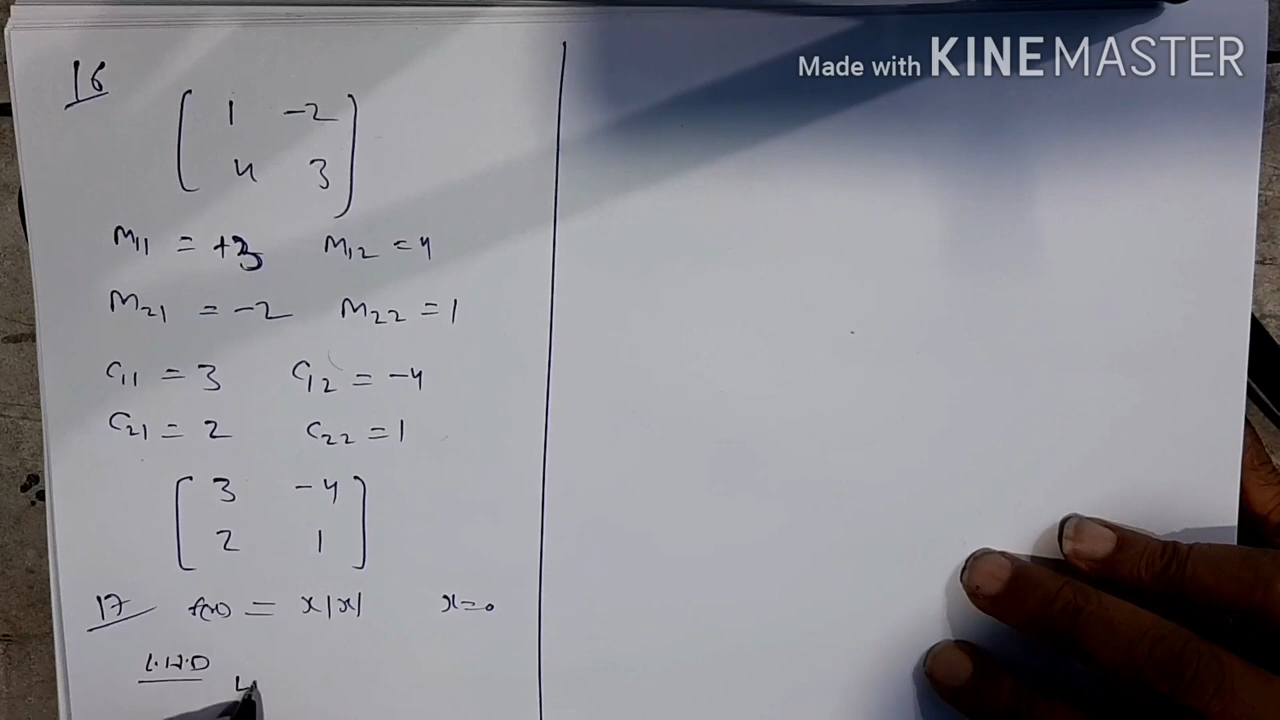 Made with KINEMASTER
16
1 -2
4 3
M11 = +3 M12 = 4
M21 = -2 M22 = 1
C11 = 3 C12 = -4
C21 = 2 C22 = 1
3 -4
2 1
17 f(x) = x|x| x=0
L.H.D L